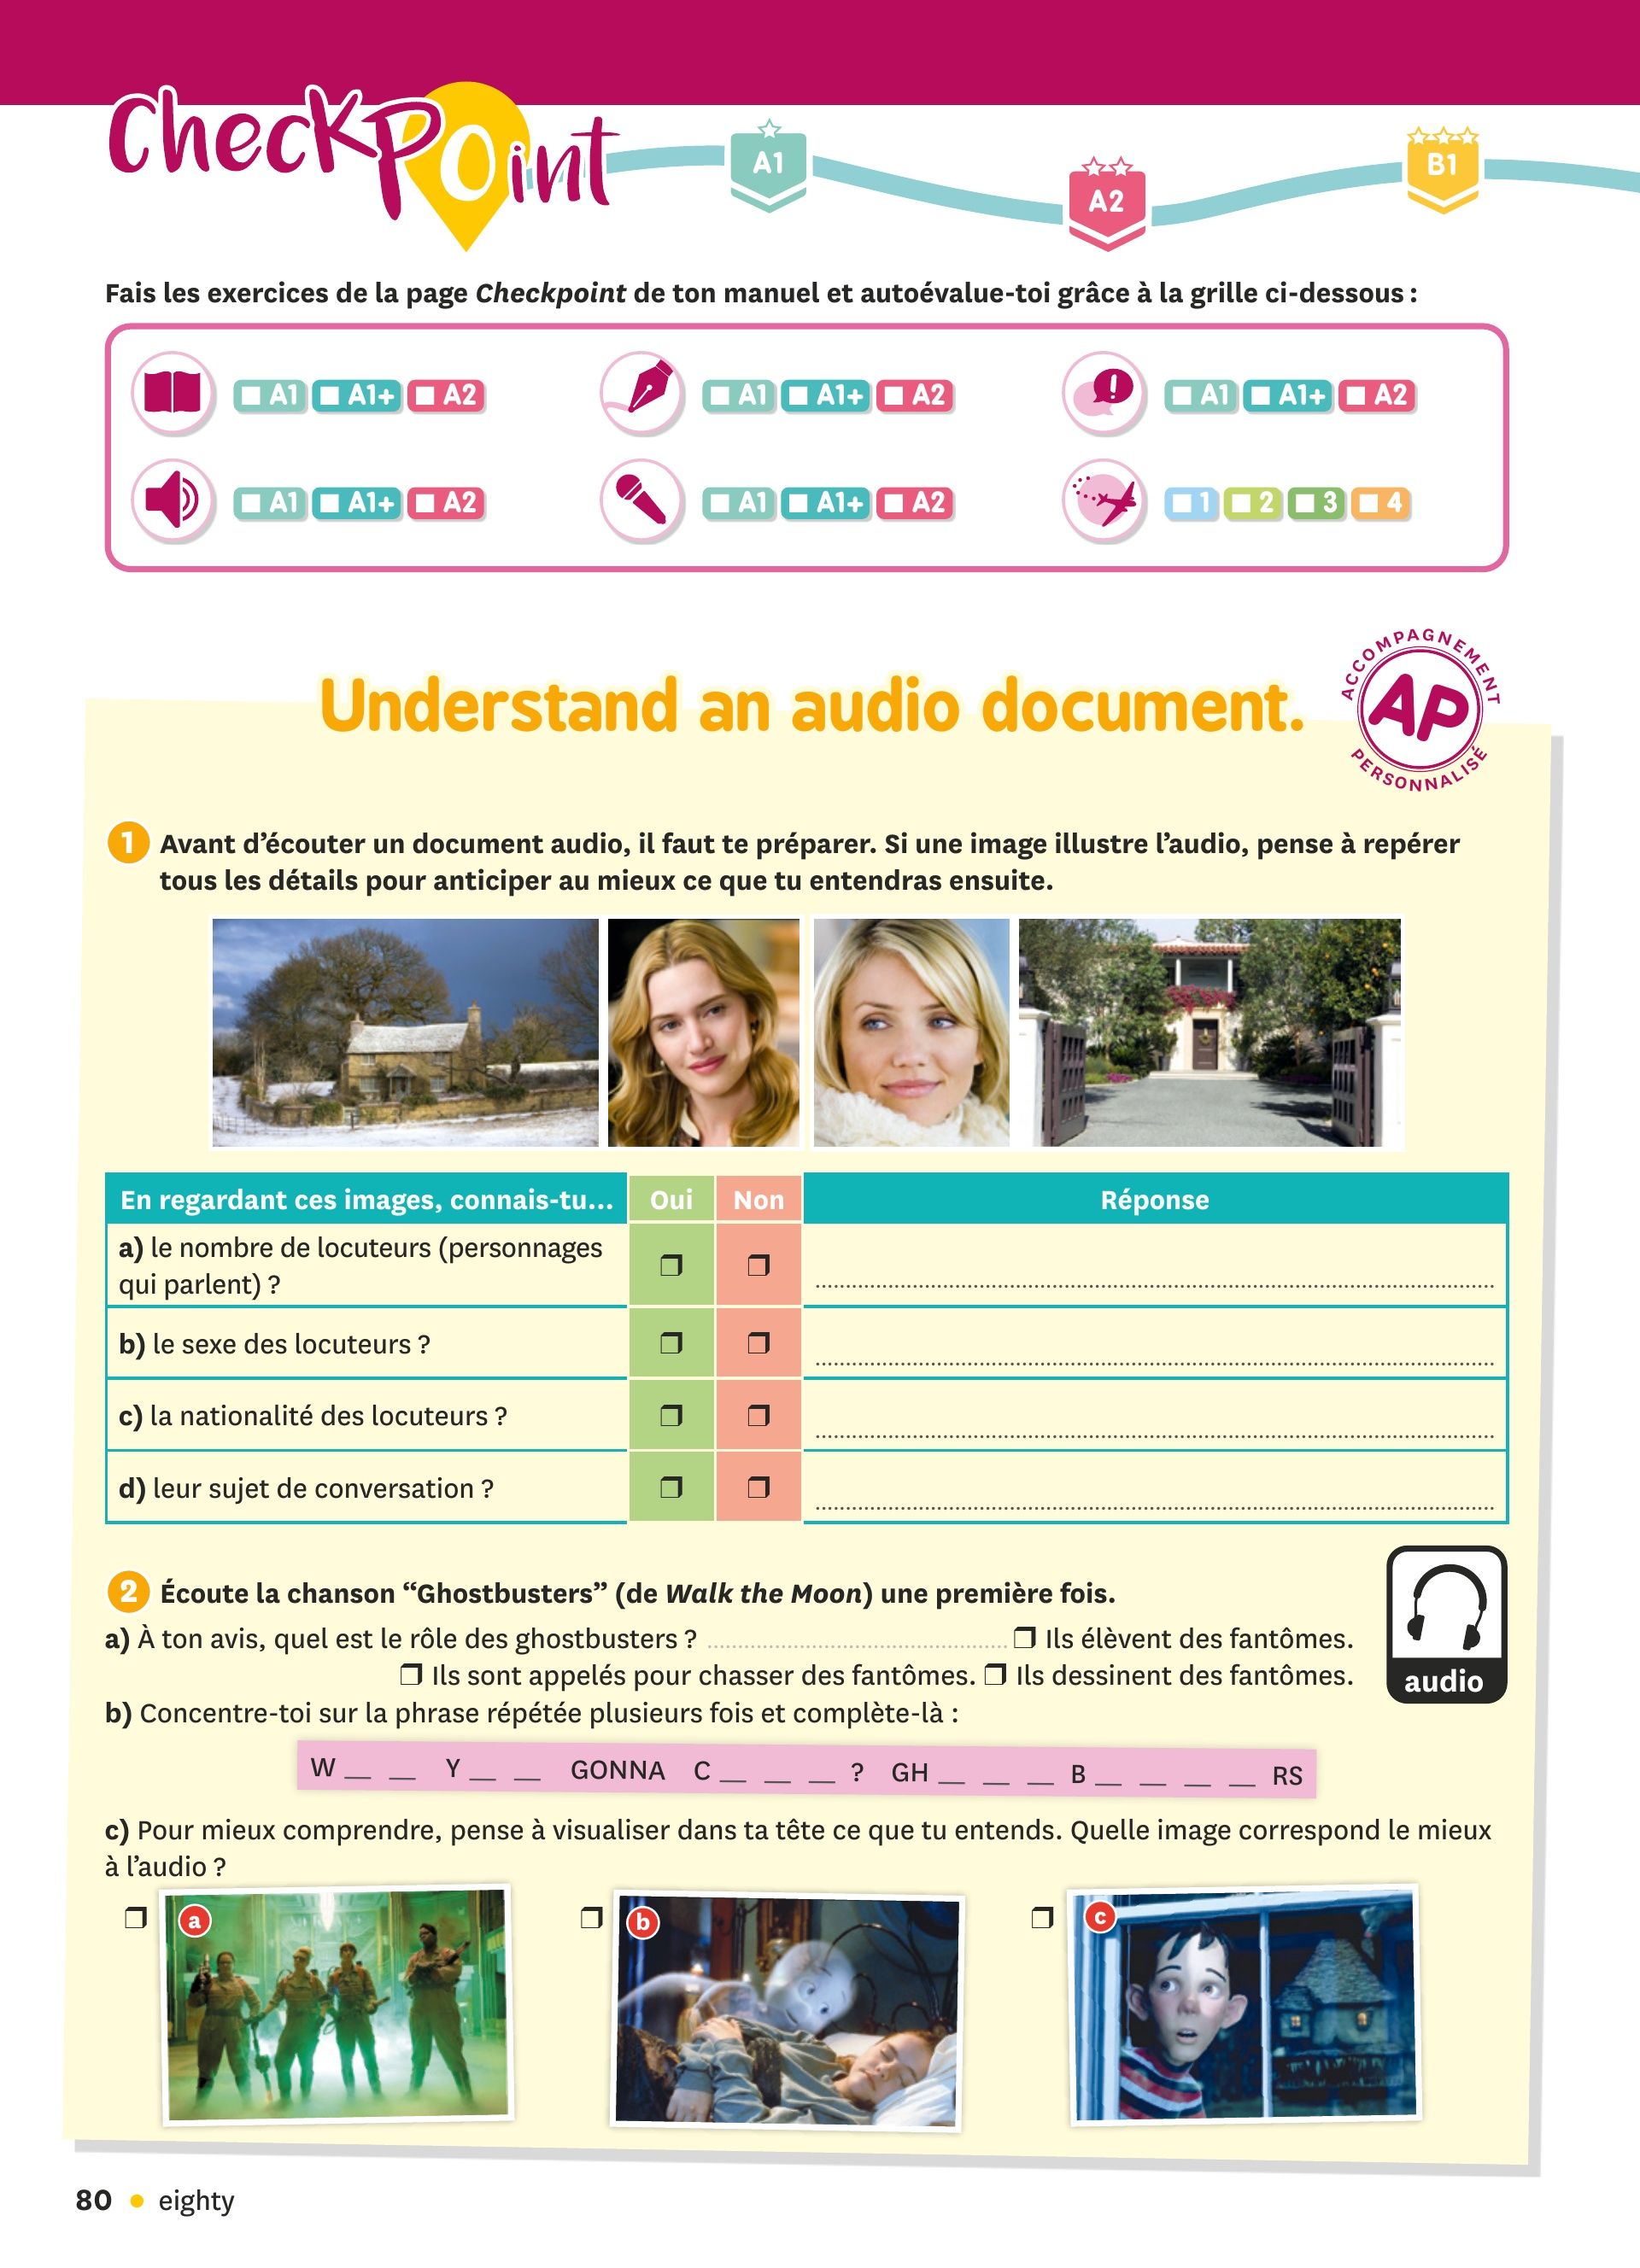 CheckPoint
A1
A2
B1
Fais les exercices de la page Checkpoint de ton manuel et autoévalue-toi grâce à la grille ci-dessous :
A1 A1+ A2
A1 A1+ A2
A1 A1+ A2
A1 A1+ A2
A1 A1+ A2
1 2 3 4
Understand an audio document.
ACCOMPAGNEMENT
AP
PERSONNALISÉ
1 Avant d’écouter un document audio, il faut te préparer. Si une image illustre l’audio, pense à repérer
tous les détails pour anticiper au mieux ce que tu entendras ensuite.
En regardant ces images, connais-tu… Oui Non Réponse
a) le nombre de locuteurs (personnages
qui parlent) ?
b) le sexe des locuteurs ?
c) la nationalité des locuteurs ?
d) leur sujet de conversation ?
2 Écoute la chanson “Ghostbusters” (de Walk the Moon) une première fois.
a) À ton avis, quel est le rôle des ghostbusters ? ❒ Ils élèvent des fantômes.
❒ Ils sont appelés pour chasser des fantômes. ❒ Ils dessinent des fantômes.
audio
b) Concentre-toi sur la phrase répétée plusieurs fois et complète-là :
W __ __ Y __ __ GONNA C __ __ __ ? GH __ __ __ B __ __ __ __ RS
c) Pour mieux comprendre, pense à visualiser dans ta tête ce que tu entends. Quelle image correspond le mieux
à l’audio ?
❒ a ❒ b ❒ c
80 • eighty